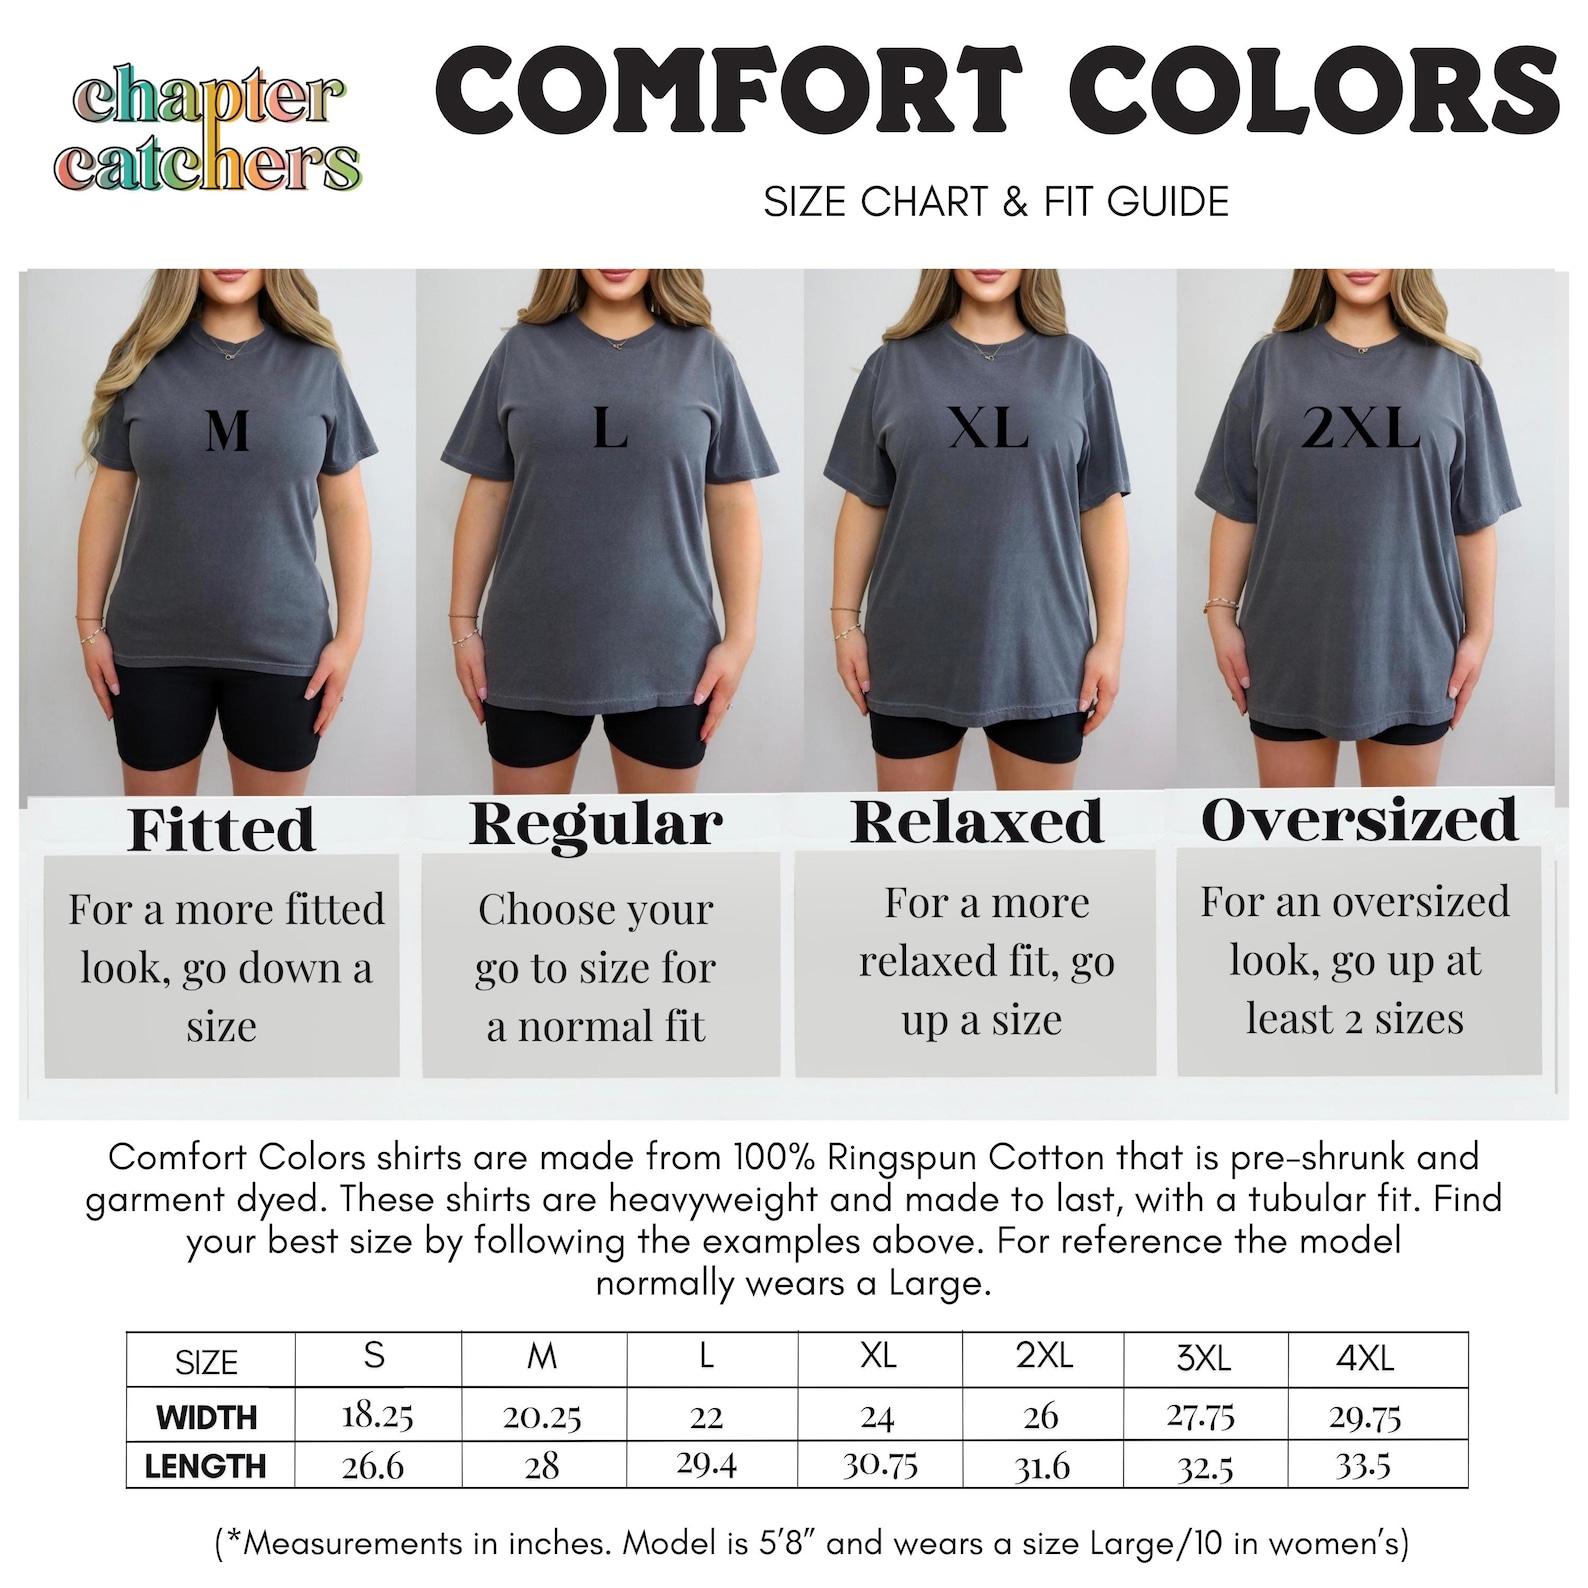 chapter
catchers
COMFORT COLORS
SIZE CHART & FIT GUIDE
M
L
XL
2XL
Fitted
For a more fitted
look, go down a
size
Regular
Choose your
go to size for
a normal fit
Relaxed
For a more
relaxed fit, go
up a size
Oversized
For an oversized
look, go up at
least 2 sizes
Comfort Colors shirts are made from 100% Ringspun Cotton that is pre-shrunk and
garment dyed. These shirts are heavyweight and made to last, with a tubular fit. Find
your best size by following the examples above. For reference the model
normally wears a Large.
SIZE S M L XL 2XL 3XL 4XL
WIDTH 18.25 20.25 22 24 26 27.75 29.75
LENGTH 26.6 28 29.4 30.75 31.6 32.5 33.5
(*Measurements in inches. Model is 5’8” and wears a size Large/10 in women’s)